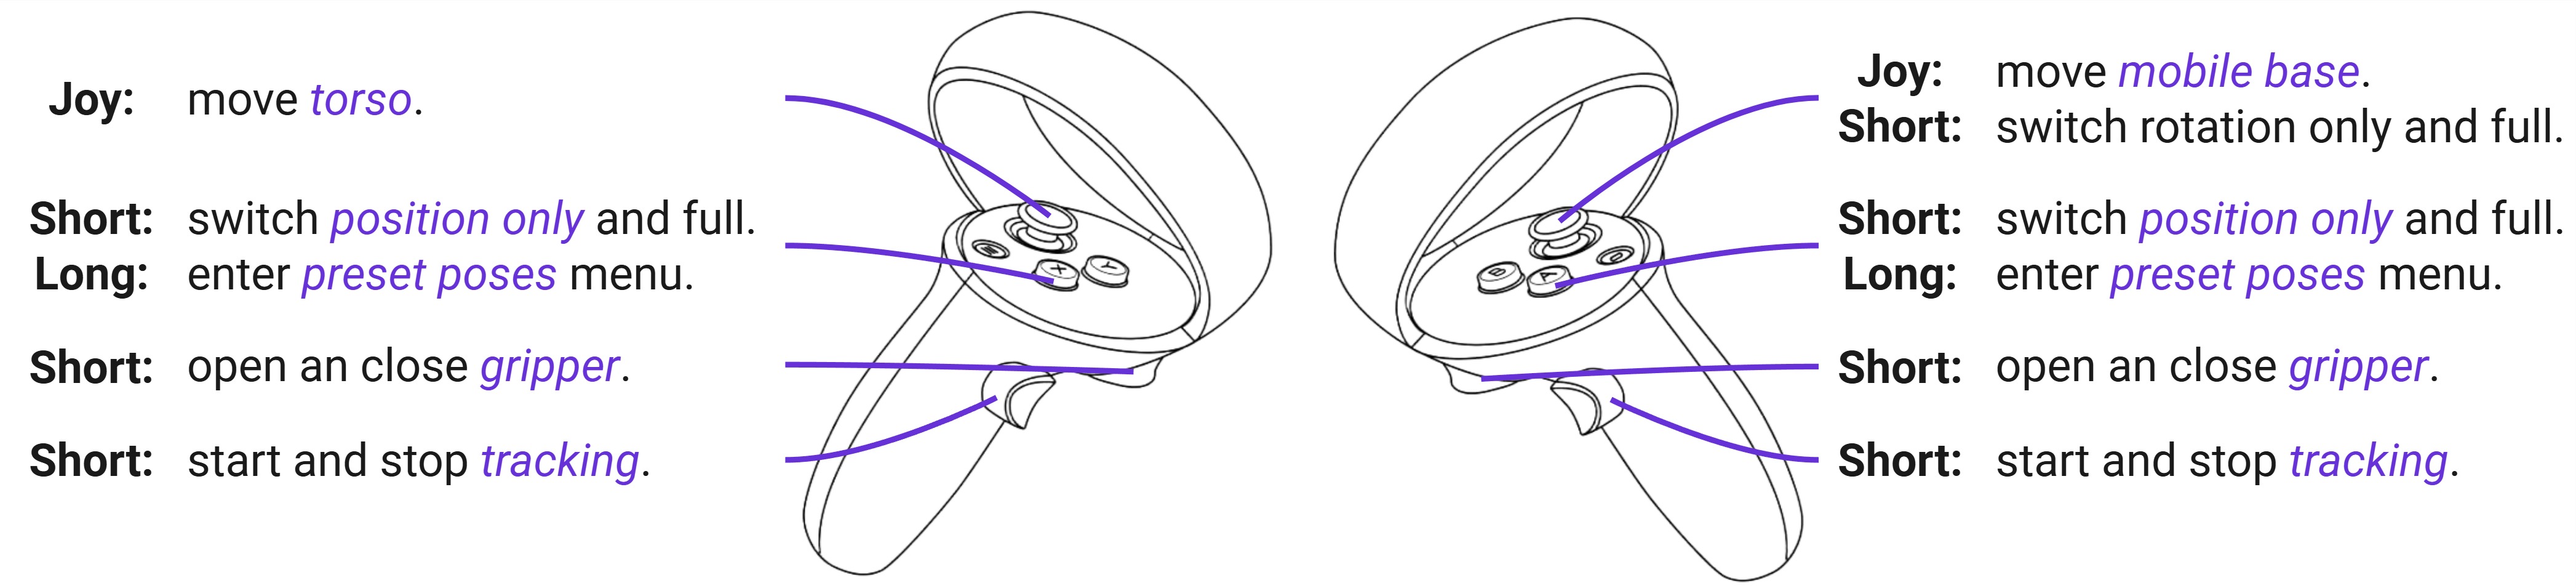 Joy: move torso.
Short: switch position only and full.
Long: enter preset poses menu.
Short: open an close gripper.
Short: start and stop tracking.
X
Y
Joy: move mobile base.
Short: switch rotation only and full.
Short: switch position only and full.
Long: enter preset poses menu.
Short: open an close gripper.
Short: start and stop tracking.
B
A